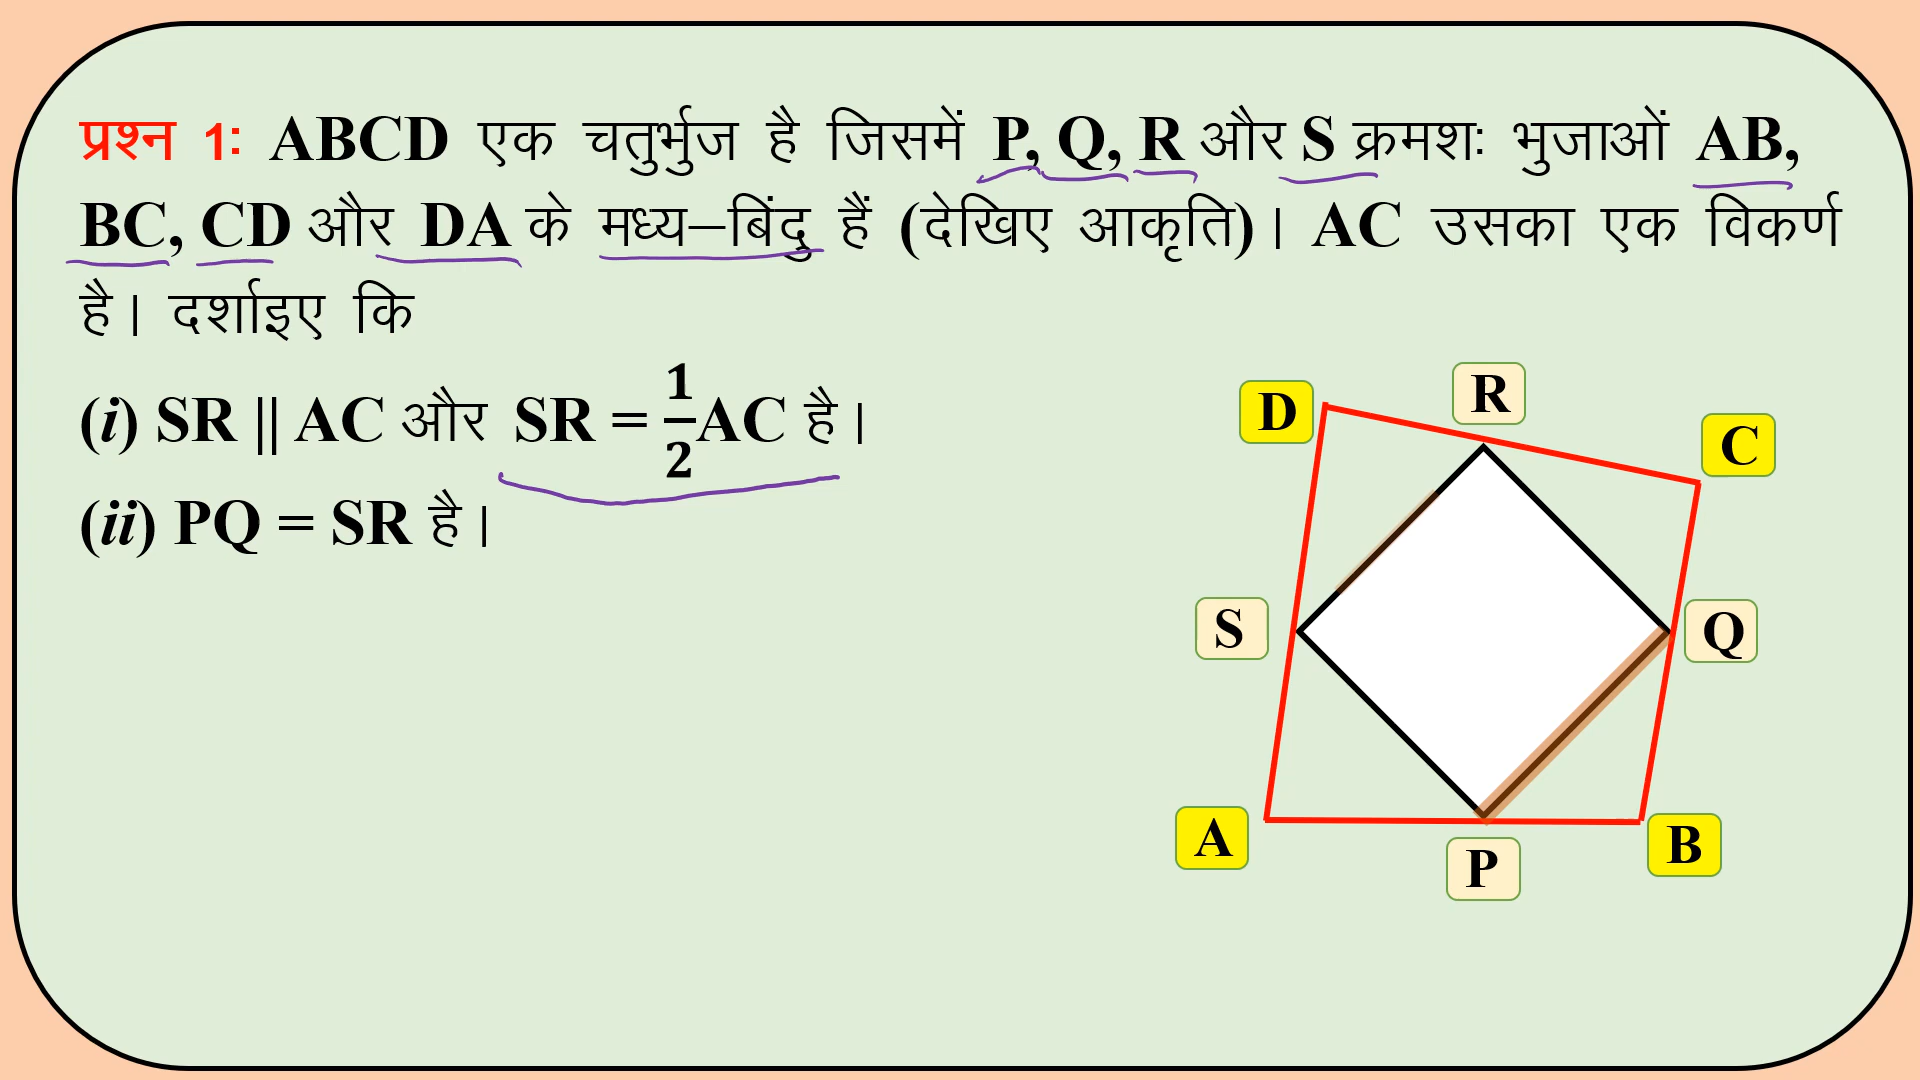 प्रश्न 1: ABCD एक चतुर्भुज है जिसमें P, Q, R और S क्रमशः भुजाओं AB,
BC, CD और DA के मध्य–बिंदु हैं (देखिए आकृति)। AC उसका एक विकर्ण
है। दर्शाइए कि
(i) SR || AC और SR = 1/2 AC है।
(ii) PQ = SR है।
D
R
C
S
Q
A
P
B